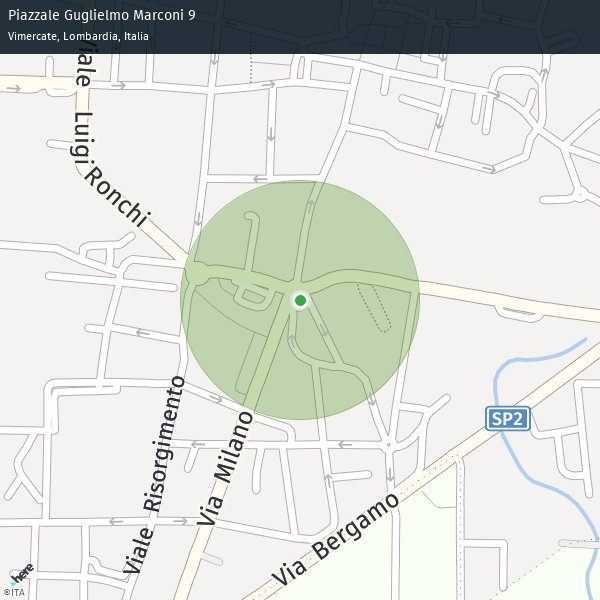 Piazzale Guglielmo Marconi 9
Vimercate, Lombardia, Italia
Viale Luigi Ronchi
SP2
Viale Risorgimento
Via Milano
Via Bergamo
here
©ITA